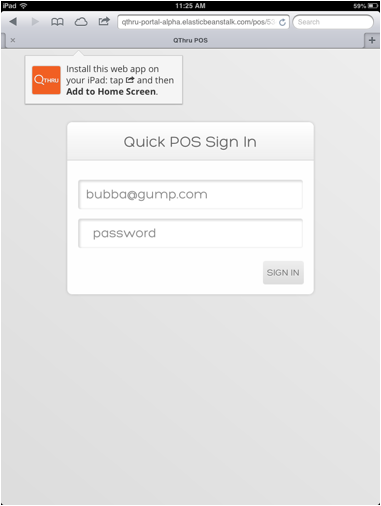 iPad 11:25 AM 59%
qthru-portal-alpha.elasticbeanstalk.com/pos/53 Search
QThru POS
QTHRU
Install this web app on
your iPad: tap and then
Add to Home Screen.
Quick POS Sign In
bubba@gump.com
password
SIGN IN